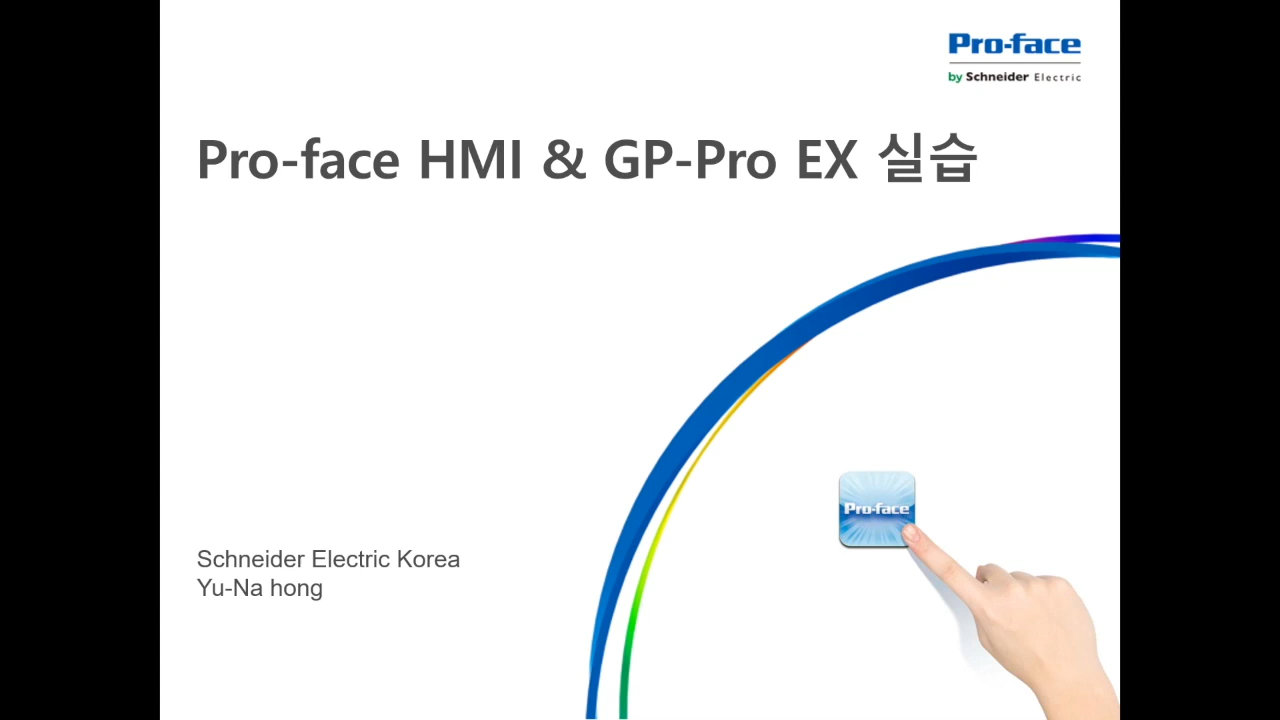 Pro-face
by Schneider Electric
Pro-face HMI & GP-Pro EX 실습
Pro-face
Schneider Electric Korea
Yu-Na hong